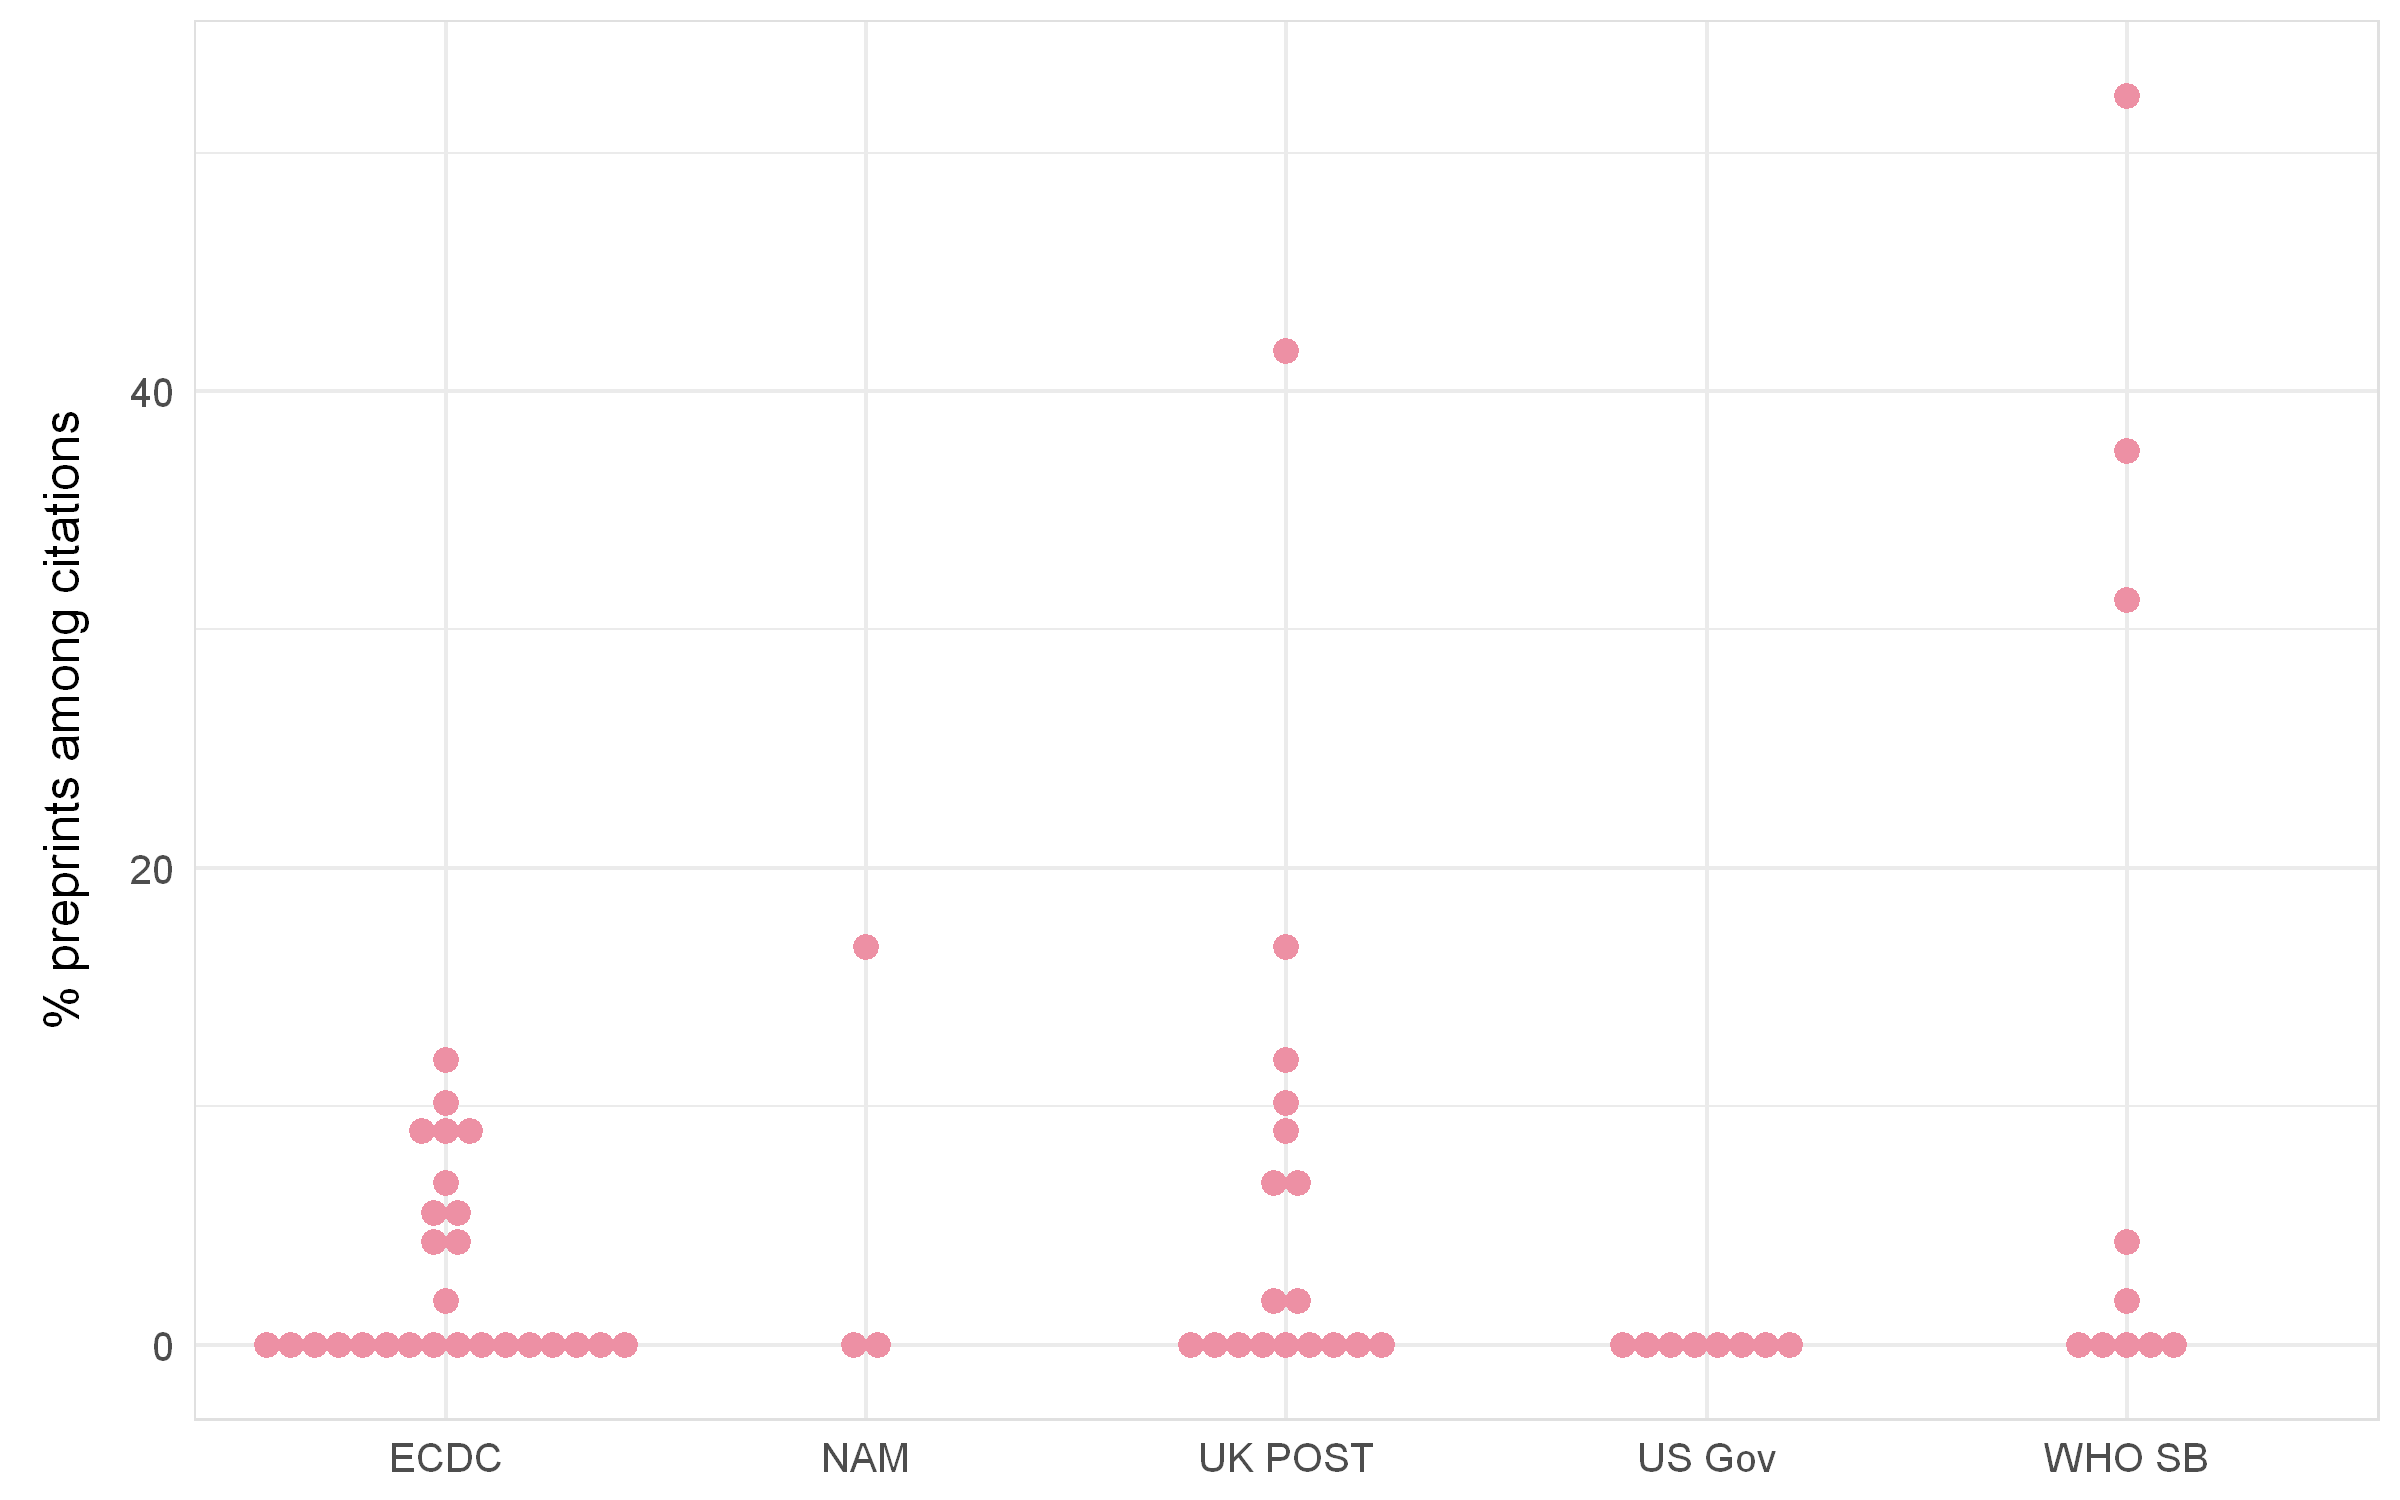 % preprints among citations
40
20
0
ECDC
NAM
UK POST
US Gov
WHO SB